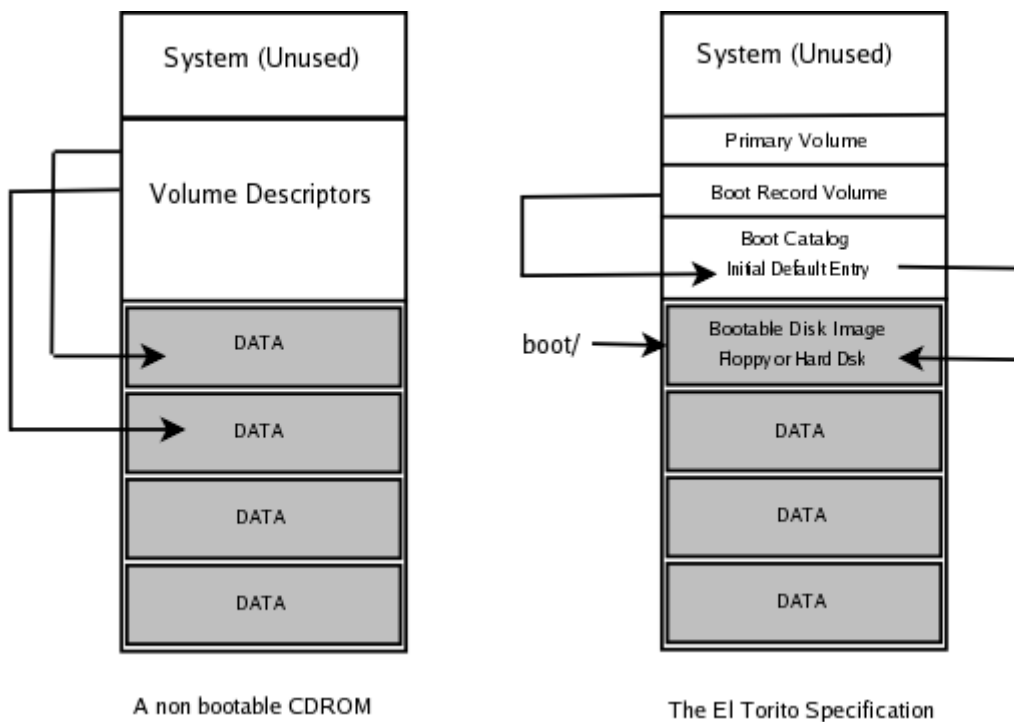 System (Unused)
Volume Descriptors
DATA
DATA
DATA
DATA
A non bootable CDROM
System (Unused)
Primary Volume
Boot Record Volume
Boot Catalog
Initial Default Entry
boot/
Bootable Disk Image
Floppy or Hard Dsk
DATA
DATA
DATA
The El Torito Specification